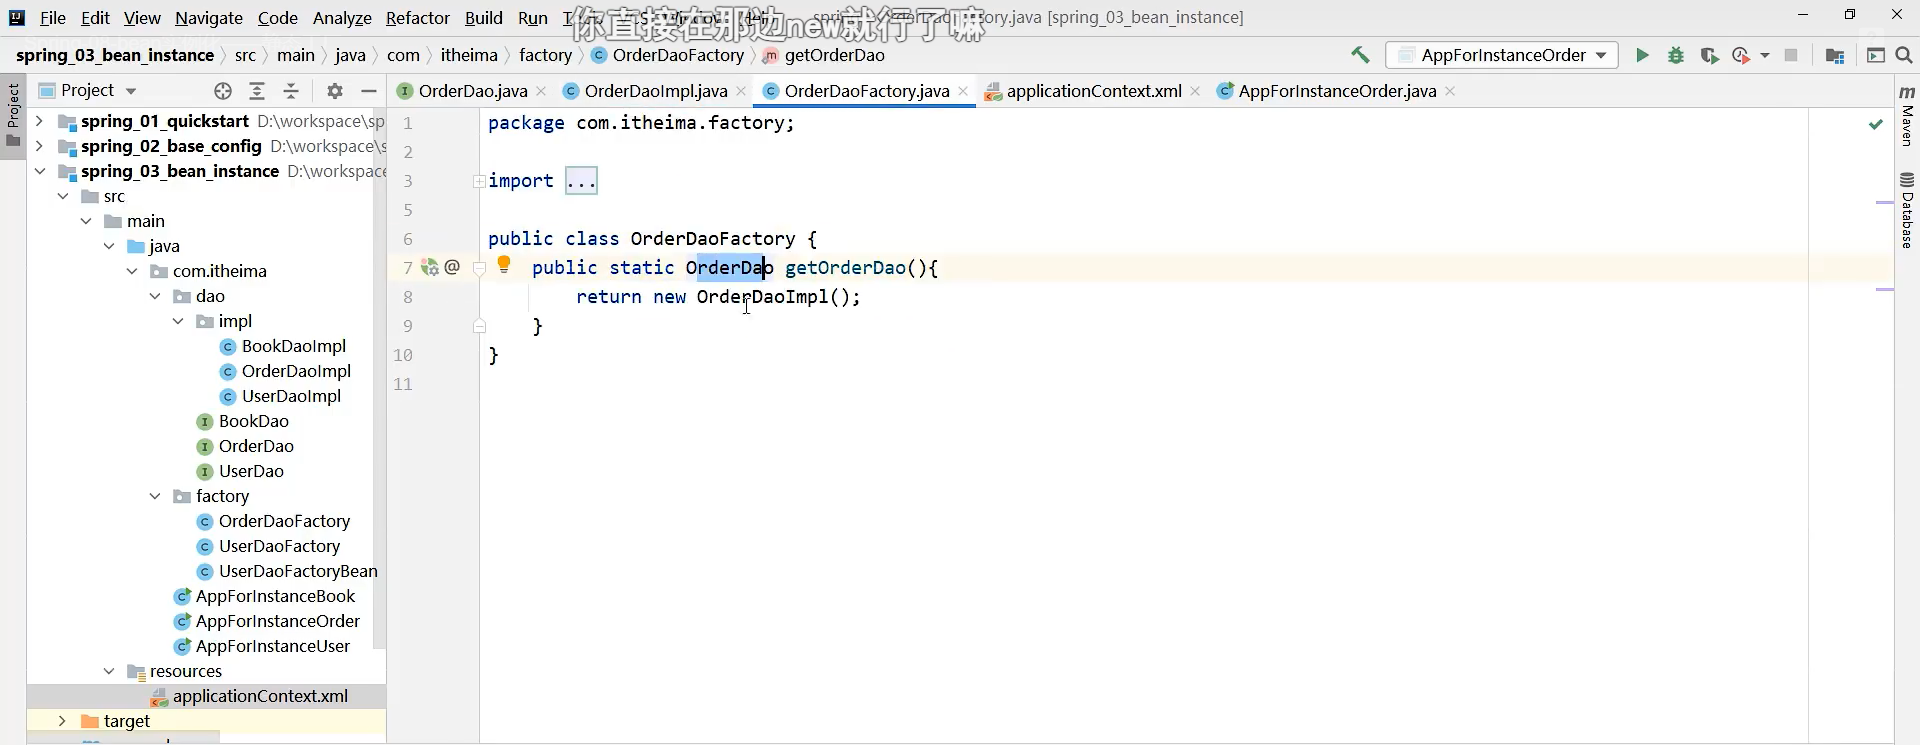 File Edit View Navigate Code Analyze Refactor Build Run
OrderDaoFactory.java [spring_03_bean_instance]
你直接在那边new就行了嘛
spring_03_bean_instance src main java com itheima factory OrderDaoFactory getOrderDao
AppForInstanceOrder
Project
Project
OrderDao.java
OrderDaoImpl.java
OrderDaoFactory.java
applicationContext.xml
AppForInstanceOrder.java
spring_01_quickstart D:\workspace\sp
spring_02_base_config D:\workspace\s
spring_03_bean_instance D:\workspace
src
main
java
com.itheima
dao
impl
BookDaoImpl
OrderDaoImpl
UserDaoImpl
BookDao
OrderDao
UserDao
factory
OrderDaoFactory
UserDaoFactory
UserDaoFactoryBean
AppForInstanceBook
AppForInstanceOrder
AppForInstanceUser
resources
applicationContext.xml
target
1 package com.itheima.factory;
2
3 import ...
5
6 public class OrderDaoFactory {
7 public static OrderDao getOrderDao(){
8 return new OrderDaoImpl();
9 }
10 }
11
Maven
Database